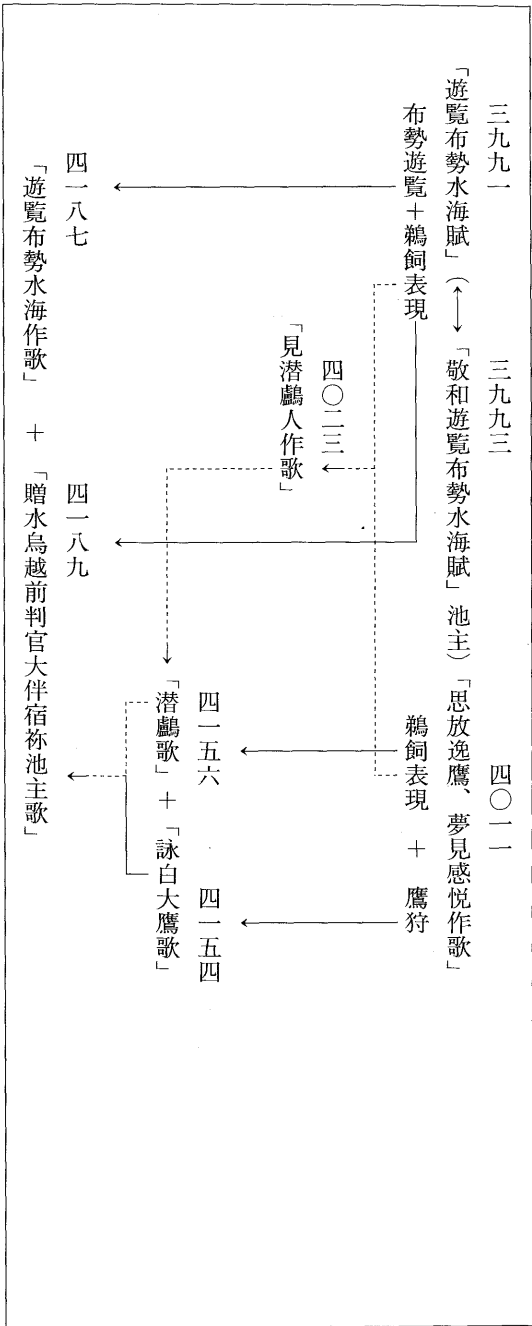 三九九一
「遊覧布勢水海賦」(⟷
布勢遊覧＋鵜飼表現
三九九三
「敬和遊覧布勢水海賦」池主)
四〇一一
「思放逸鷹、夢見感悦作歌」
鵜飼表現　＋　鷹狩
四〇二三
「見潜鸕人作歌」
四一五六
「潜鸕歌」＋
四一五四
「詠白大鷹歌」
四一八七
「遊覧布勢水海作歌」　＋
四一八九
「贈水烏越前判官大伴宿祢池主歌」